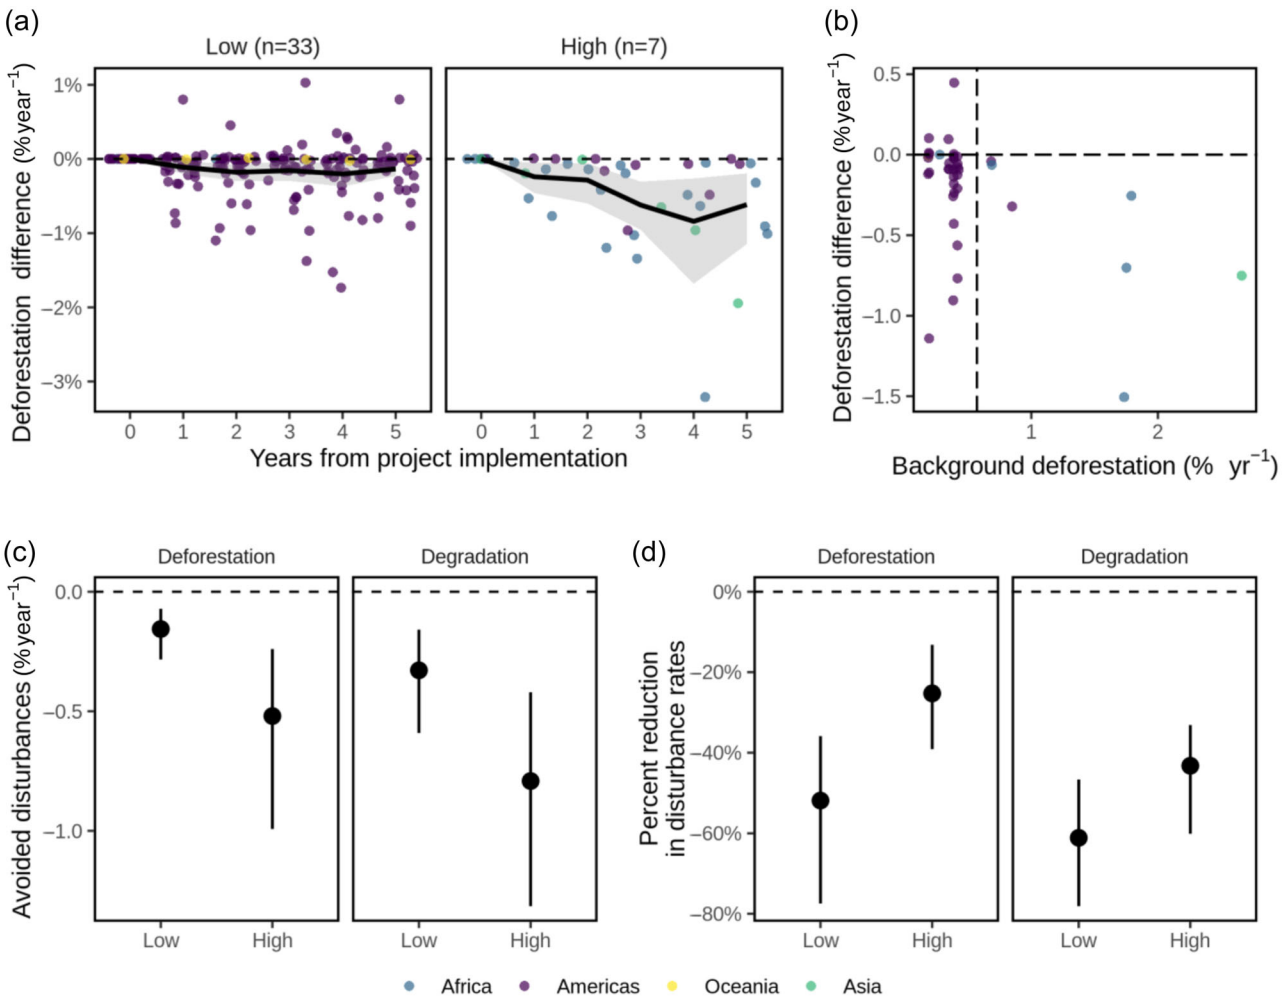 (a)
Low (n=33)
High (n=7)
Deforestation difference (% year⁻¹)
1%
0%
−1%
−2%
−3%
0 1 2 3 4 5
0 1 2 3 4 5
Years from project implementation
(b)
Deforestation difference (% year⁻¹)
0.5
0.0
−0.5
−1.0
−1.5
1 2
Background deforestation (% yr⁻¹)
(c)
Deforestation
Degradation
Avoided disturbances (% year⁻¹)
0.0
−0.5
−1.0
Low High
Low High
(d)
Deforestation
Degradation
Percent reduction
in disturbance rates
0%
−20%
−40%
−60%
−80%
Low High
Low High
Africa Americas Oceania Asia